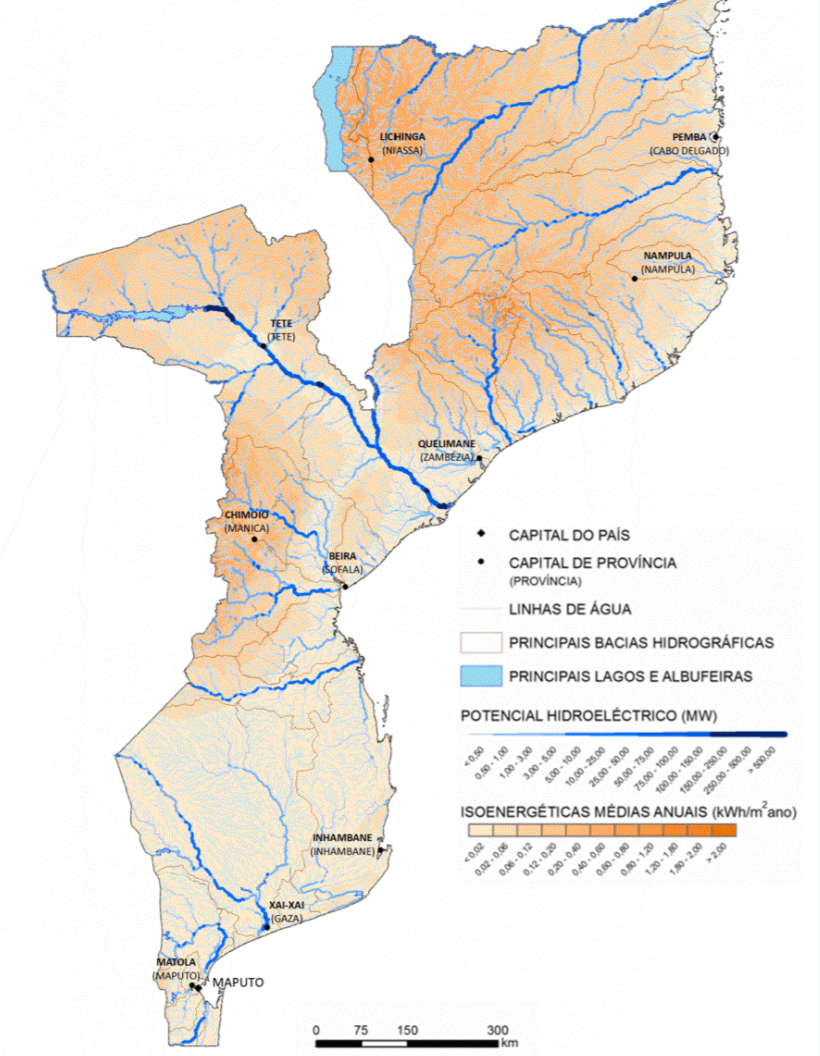 LICHINGA
(NIASSA)
PEMBA
(CABO DELGADO)
NAMPULA
(NAMPULA)
TETE
(TETE)
QUELIMANE
(ZAMBÉZIA)
CHIMOIO
(MANICA)
BEIRA
(SOFALA)
INHAMBANE
(INHAMBANE)
XAI-XAI
(GAZA)
MATOLA
(MAPUTO)
MAPUTO
CAPITAL DO PAÍS
CAPITAL DE PROVÍNCIA
(PROVÍNCIA)
LINHAS DE ÁGUA
PRINCIPAIS BACIAS HIDROGRÁFICAS
PRINCIPAIS LAGOS E ALBUFEIRAS
POTENCIAL HIDROELÉCTRICO (MW)
< 0,50
0,50 - 1,00
1,00 - 3,00
3,00 - 5,00
5,00 - 10,00
10,00 - 25,00
25,00 - 50,00
50,00 - 75,00
75,00 - 100,00
100,00 - 150,00
150,00 - 250,00
250,00 - 500,00
> 500,00
ISOENERGÉTICAS MÉDIAS ANUAIS (kWh/m²ano)
< 0,02
0,02 - 0,06
0,06 - 0,12
0,12 - 0,20
0,20 - 0,40
0,40 - 0,60
0,60 - 0,80
0,80 - 1,20
1,20 - 1,80
1,80 - 2,00
> 2,00
0 75 150 300
km